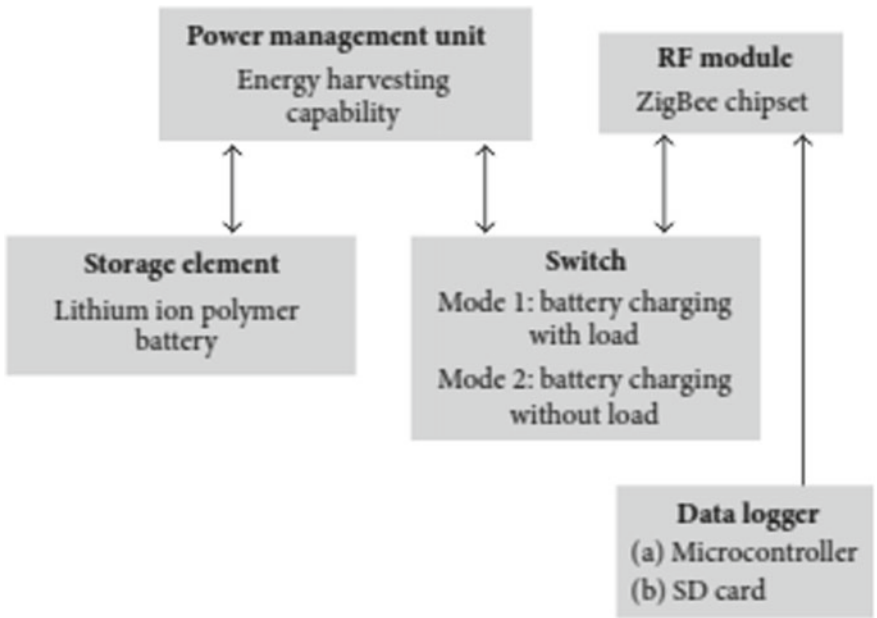 Power management unit
Energy harvesting
capability
RF module
ZigBee chipset
Storage element
Lithium ion polymer
battery
Switch
Mode 1: battery charging
with load
Mode 2: battery charging
without load
Data logger
(a) Microcontroller
(b) SD card